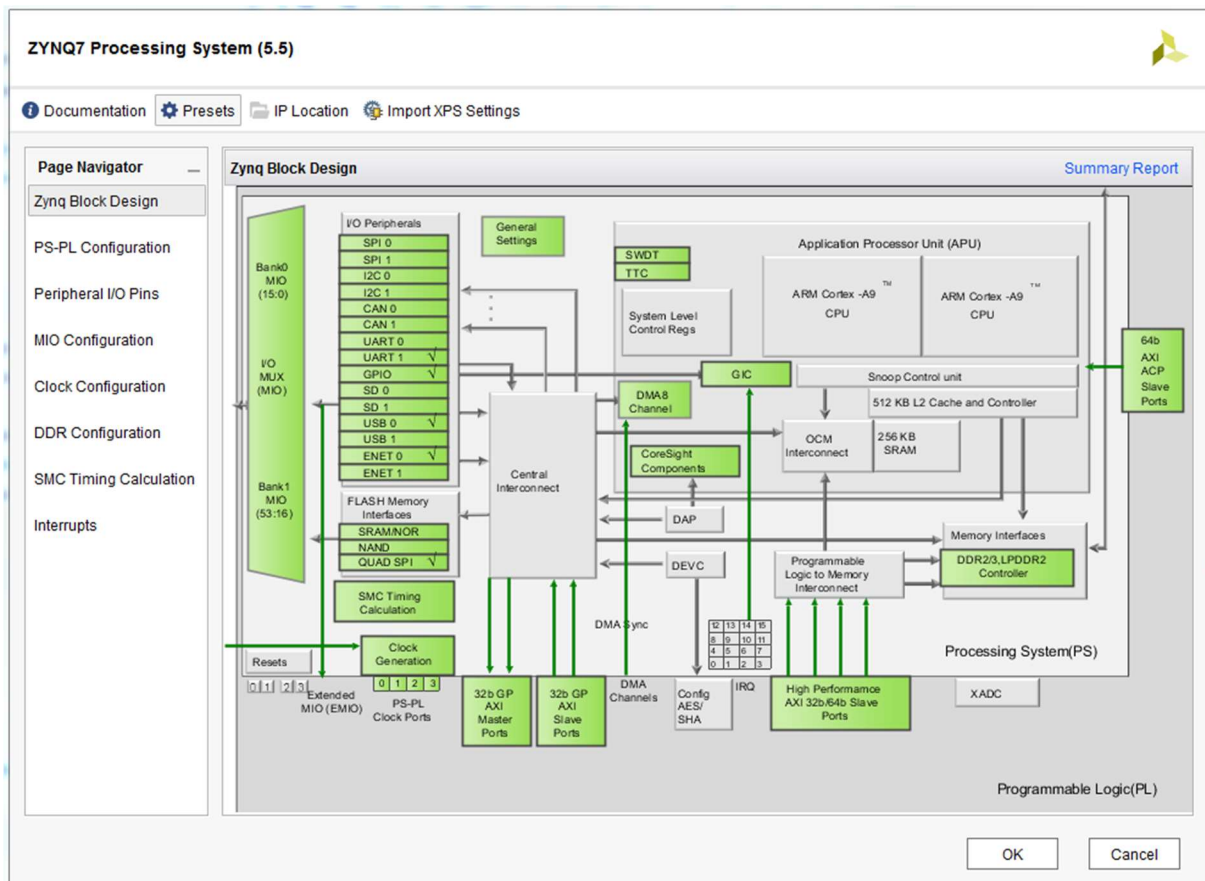 ZYNQ7 Processing System (5.5)
Documentation Presets IP Location Import XPS Settings
Page Navigator
Zynq Block Design
PS-PL Configuration
Peripheral I/O Pins
MIO Configuration
Clock Configuration
DDR Configuration
SMC Timing Calculation
Interrupts
Zynq Block Design
Summary Report
Bank0
MIO
(15:0)
I/O
MUX
(MIO)
Bank1
MIO
(53:16)
I/O Peripherals
SPI 0
SPI 1
I2C 0
I2C 1
CAN 0
CAN 1
UART 0
UART 1 √
GPIO √
SD 0
SD 1
USB 0 √
USB 1
ENET 0 √
ENET 1
FLASH Memory
Interfaces
SRAM/NOR
NAND
QUAD SPI √
SMC Timing
Calculation
General
Settings
Application Processor Unit (APU)
SWDT
TTC
System Level
Control Regs
ARM Cortex -A9 ™
CPU
ARM Cortex -A9 ™
CPU
64b
AXI
ACP
Slave
Ports
GIC
Snoop Control unit
512 KB L2 Cache and Controller
DMA8
Channel
OCM
Interconnect
256 KB
SRAM
CoreSight
Components
Central
Interconnect
DAP
DEVC
Programmable
Logic to Memory
Interconnect
Memory Interfaces
DDR2/3,LPDDR2
Controller
DMA Sync
12 13 14 15
8 9 10 11
4 5 6 7
0 1 2 3
Processing System(PS)
Resets
0 1 2 3
Clock
Generation
0 1 2 3
Extended
MIO (EMIO)
PS-PL
Clock Ports
32b GP
AXI
Master
Ports
32b GP
AXI
Slave
Ports
DMA
Channels
Config
AES/
SHA
IRQ
High Performamce
AXI 32b/64b Slave
Ports
XADC
Programmable Logic(PL)
OK
Cancel